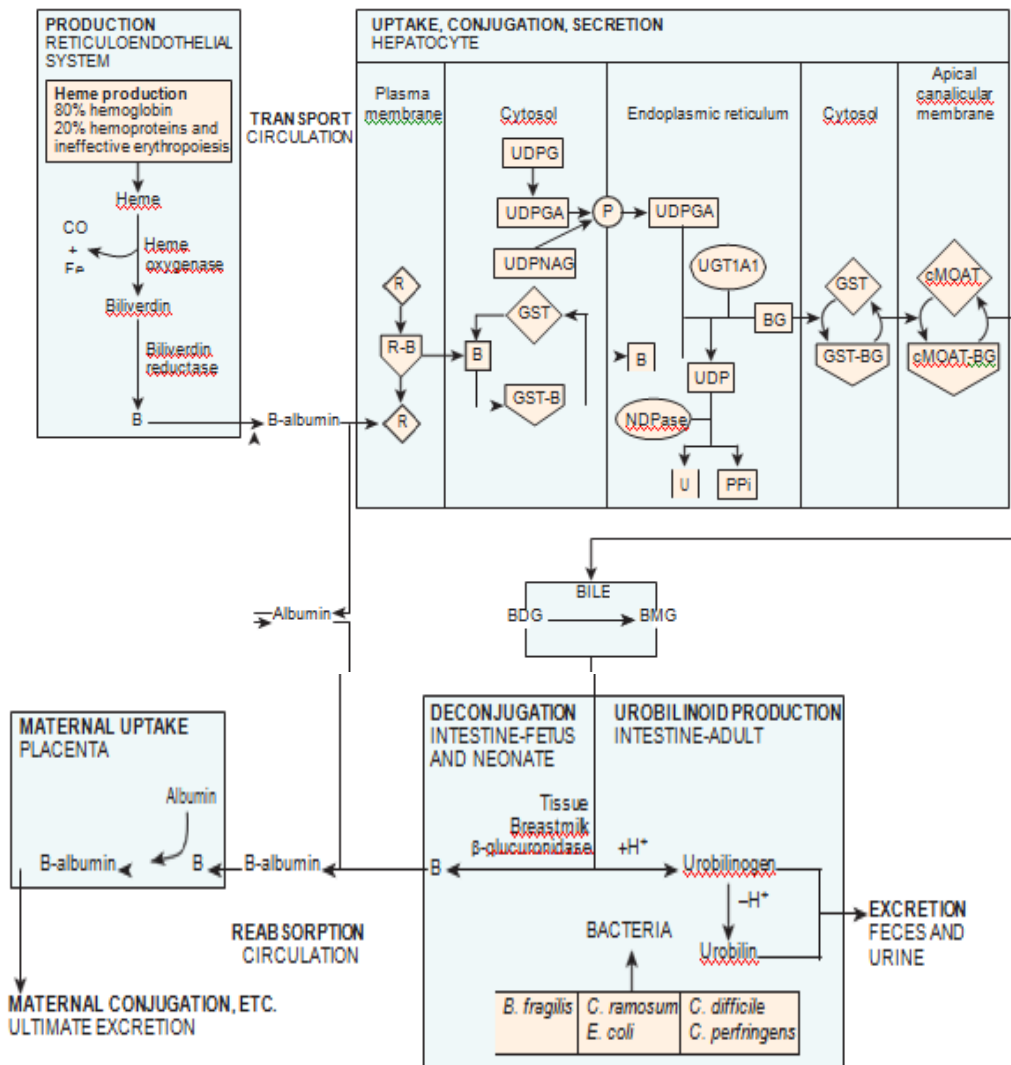 PRODUCTION
RETICULOENDOTHELIAL
SYSTEM
Heme production
80% hemoglobin
20% hemoproteins and
ineffective erythropoiesis
Heme
CO
+
Fe
Heme
oxygenase
Biliverdin
Biliverdin
reductase
B
TRANSPORT
CIRCULATION
B-albumin
UPTAKE, CONJUGATION, SECRETION
HEPATOCYTE
Plasma
membrane
Cytosol
Endoplasmic reticulum
Cytosol
Apical
canalicular
membrane
R
R-B
R
UDPG
UDPGA
UDPNAG
P
GST
B
GST-B
UDPGA
UGT1A1
BG
B
UDP
NDPase
U
PPi
GST
GST-BG
cMOAT
cMOAT-BG
Albumin
BILE
BDG
BMG
MATERNAL UPTAKE
PLACENTA
Albumin
B-albumin
B
B-albumin
REABSORPTION
CIRCULATION
MATERNAL CONJUGATION, ETC.
ULTIMATE EXCRETION
DECONJUGATION
INTESTINE-FETUS
AND NEONATE
UROBILINOID PRODUCTION
INTESTINE-ADULT
Tissue
Breastmilk
β-glucuronidase
B
+H⁺
Urobilinogen
–H⁺
Urobilin
BACTERIA
B. fragilis
C. ramosum
E. coli
C. difficile
C. perfringens
EXCRETION
FECES AND
URINE